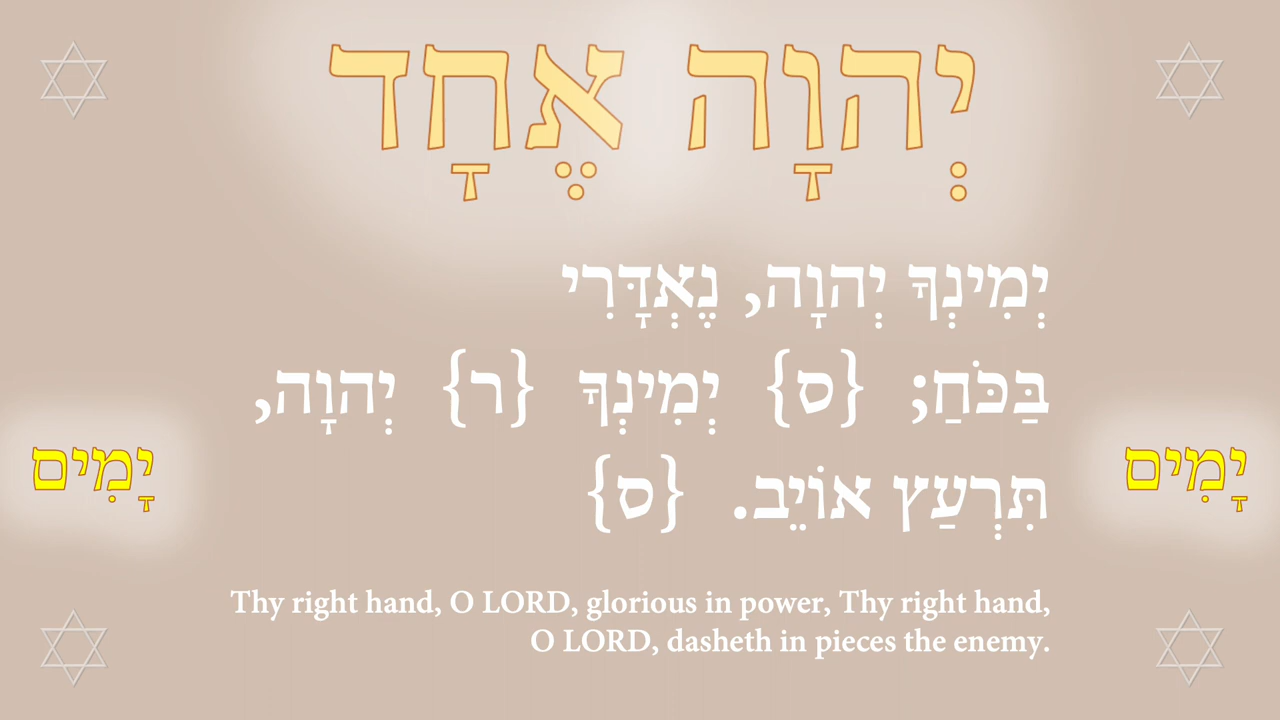 יְהוָה אֶחָד
יְמִינְךָ יְהוָה, נֶאְדָּרִי
בַּכֹּחַ; {ס} יְמִינְךָ {ר} יְהוָה,
יָמִים
יָמִים
תִּרְעַץ אוֹיֵב. {ס}
Thy right hand, O LORD, glorious in power, Thy right hand,
O LORD, dasheth in pieces the enemy.